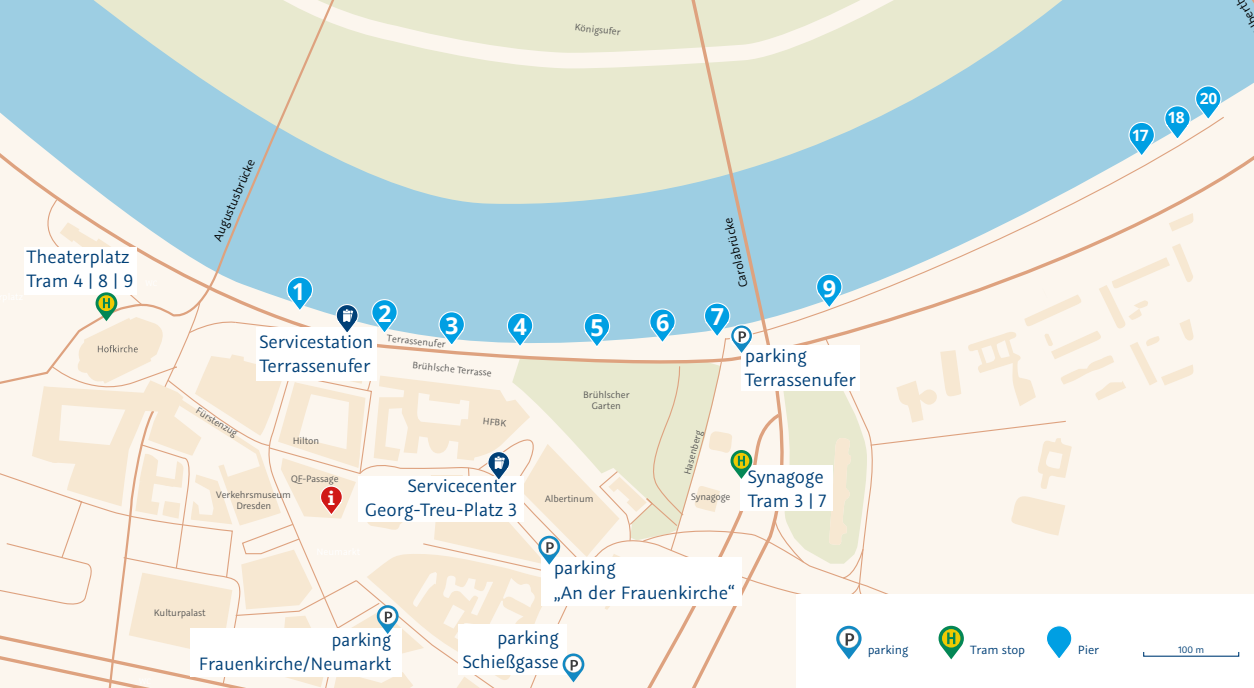 Königsufer
Augustusbrücke
Carolabrücke
20
18
17
Theaterplatz
Tram 4 | 8 | 9
H
Hofkirche
1
2
3
4
5
6
7
9
Servicestation
Terrassenufer
Terrassenufer
Brühlsche Terrasse
P
parking
Terrassenufer
Brühlscher
Garten
Fürstenzug
Hilton
HFBK
Hasenberg
QF-Passage
i
Verkehrsmuseum
Dresden
Servicecenter
Georg-Treu-Platz 3
Albertinum
H
Synagoge
Tram 3 | 7
Synagoge
P
parking
„An der Frauenkirche“
Kulturpalast
P
parking
Frauenkirche/Neumarkt
parking
Schießgasse
P
P
parking
H
Tram stop
Pier
100 m